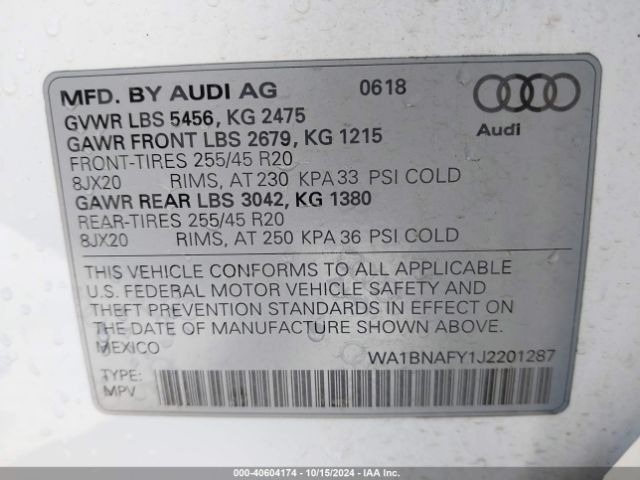 MFD. BY AUDI AG 0618
GVWR LBS 5456, KG 2475
GAWR FRONT LBS 2679, KG 1215
FRONT-TIRES 255/45 R20
8JX20 RIMS, AT 230 KPA 33 PSI COLD
GAWR REAR LBS 3042, KG 1380
REAR-TIRES 255/45 R20
8JX20 RIMS, AT 250 KPA 36 PSI COLD
Audi
THIS VEHICLE CONFORMS TO ALL APPLICABLE
U.S. FEDERAL MOTOR VEHICLE SAFETY AND
THEFT PREVENTION STANDARDS IN EFFECT ON
THE DATE OF MANUFACTURE SHOWN ABOVE.
MEXICO WA1BNAFY1J2201287
TYPE:
MPV
000-40604174 - 10/15/2024 - IAA Inc.